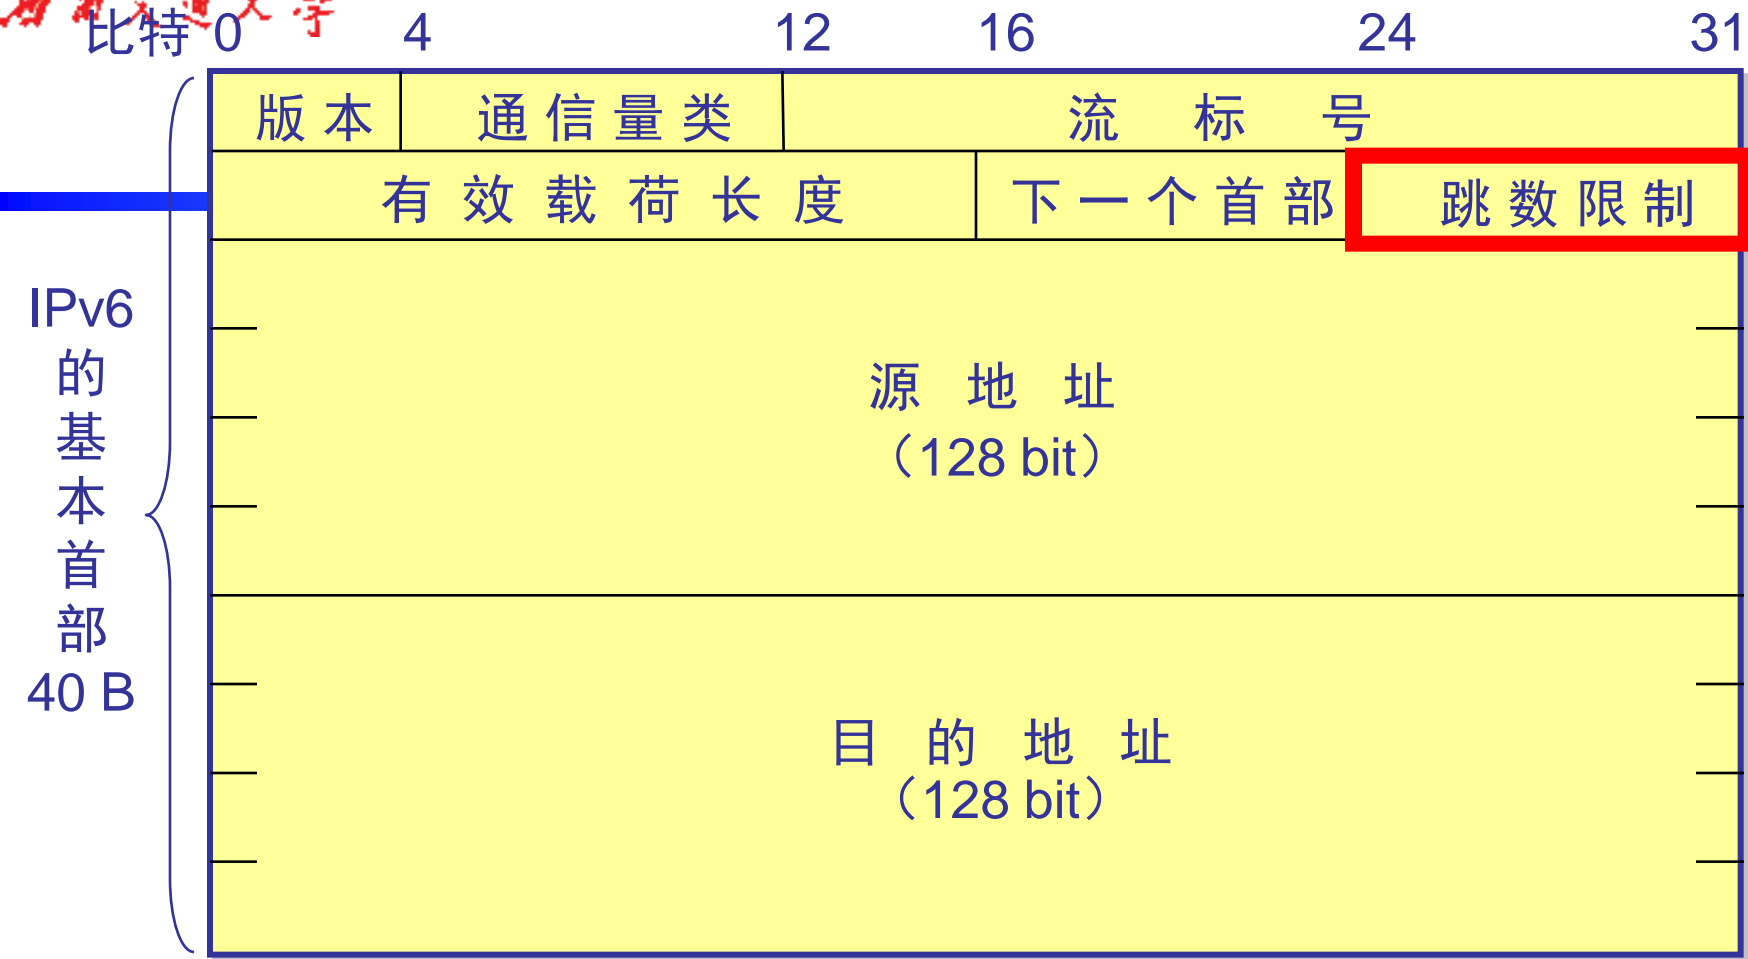 比特 0 4 12 16 24 31
版本 通信量类 流标号
有效载荷长度 下一个首部 跳数限制
IPv6
的
基
本
首
部
40 B
源地址
（128 bit）
目的地址
（128 bit）